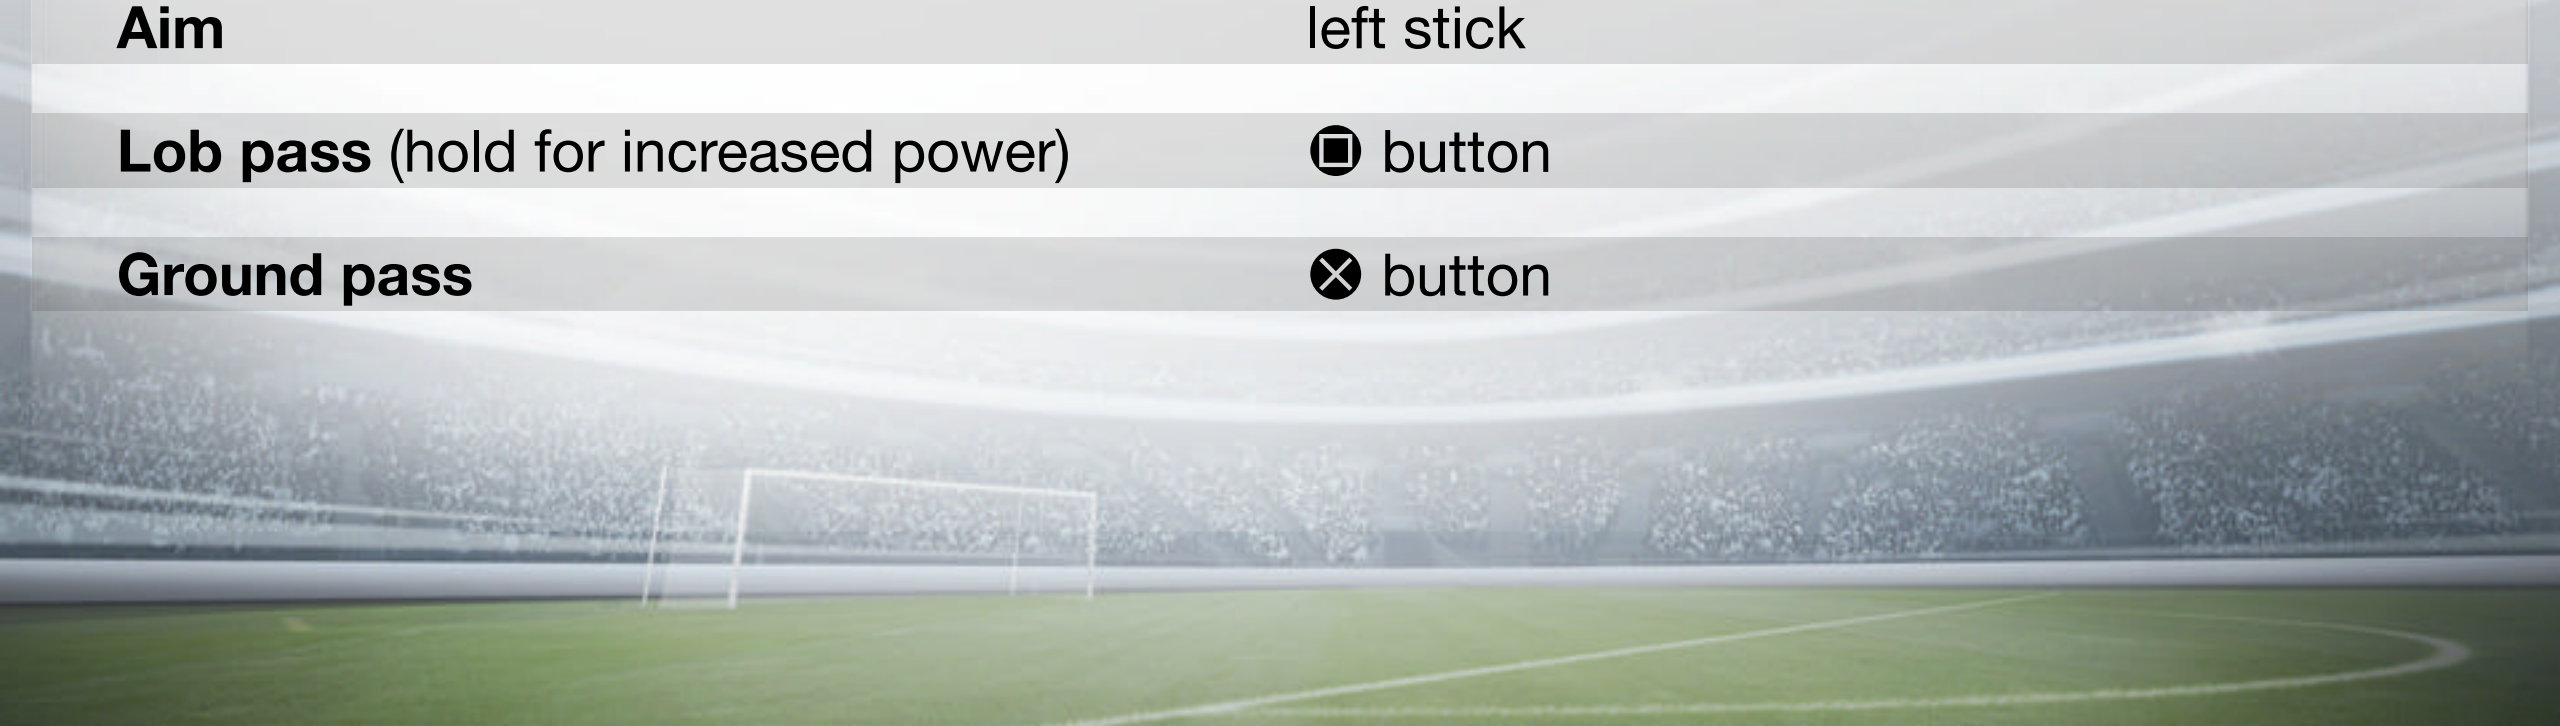 Aim left stick
Lob pass (hold for increased power) button
Ground pass button